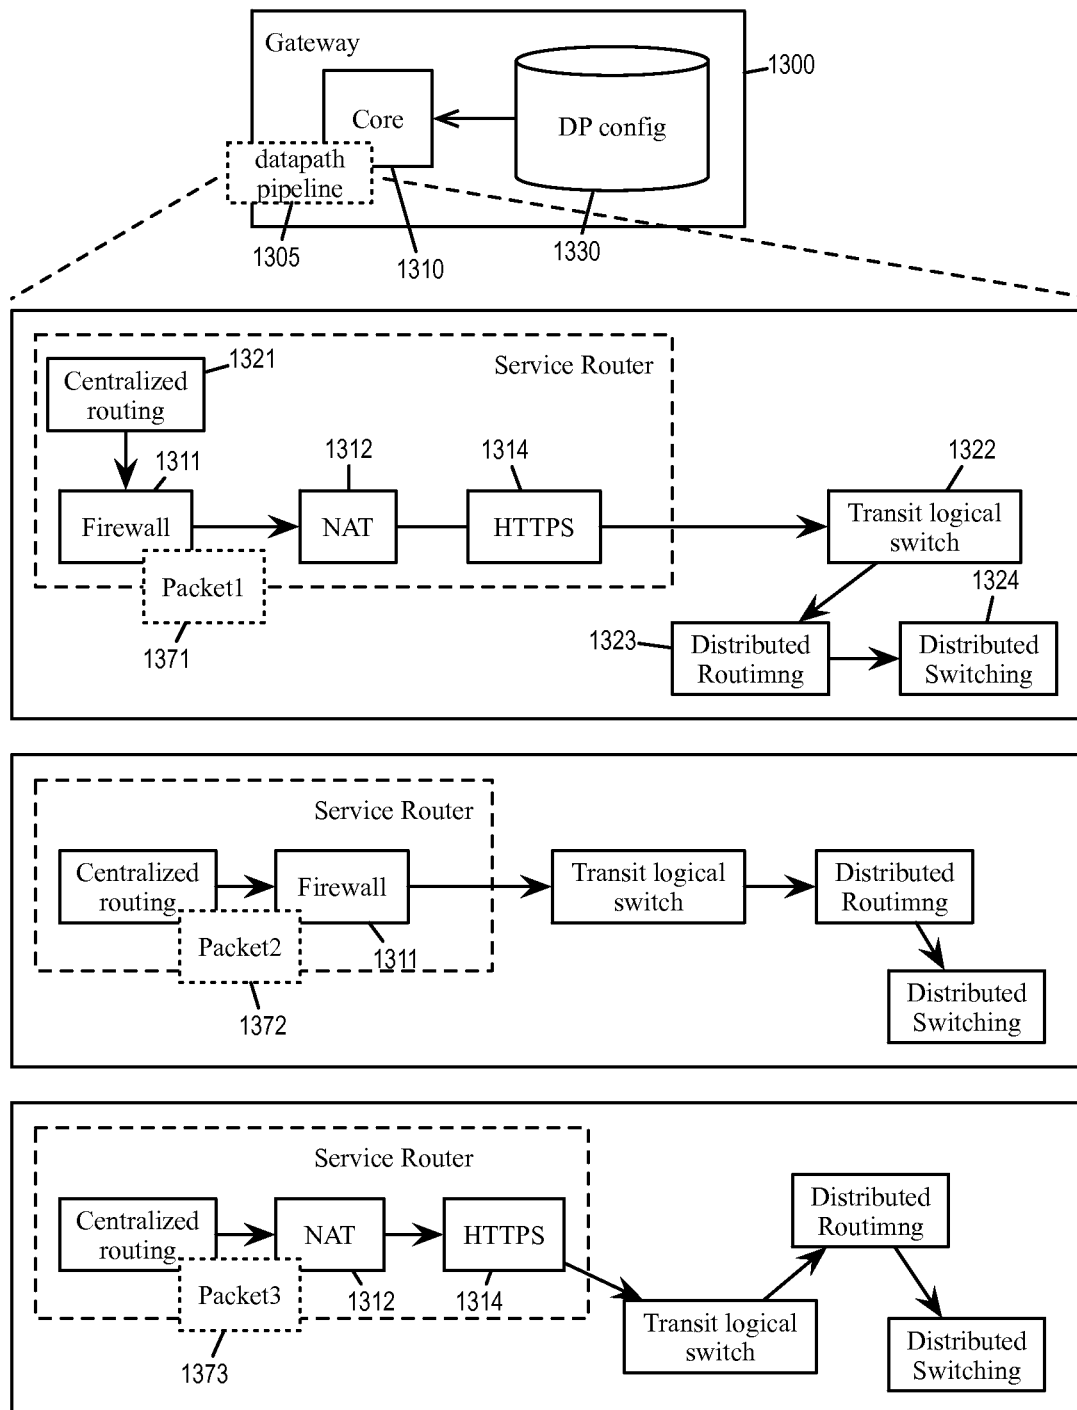 Gateway
1300
Core
DP config
datapath
pipeline
1305
1310
1330
1321
Service Router
Centralized
routing
1311
1312
1314
1322
Firewall
NAT
HTTPS
Transit logical
switch
Packet1
1324
1371
1323
Distributed
Routimng
Distributed
Switching
Service Router
Centralized
routing
Firewall
Transit logical
switch
Distributed
Routimng
Packet2
1311
1372
Distributed
Switching
Service Router
Centralized
routing
NAT
HTTPS
Distributed
Routimng
Packet3
1312
1314
Transit logical
switch
Distributed
Switching
1373